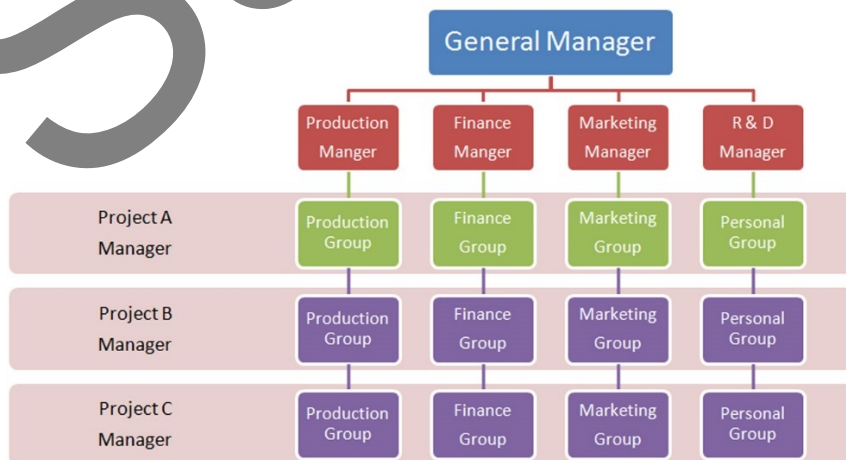 General Manager
Production
Manger
Finance
Manger
Marketing
Manager
R & D
Manager
Project A
Manager
Production
Group
Finance
Group
Marketing
Group
Personal
Group
Project B
Manager
Production
Group
Finance
Group
Marketing
Group
Personal
Group
Project C
Manager
Production
Group
Finance
Group
Marketing
Group
Personal
Group